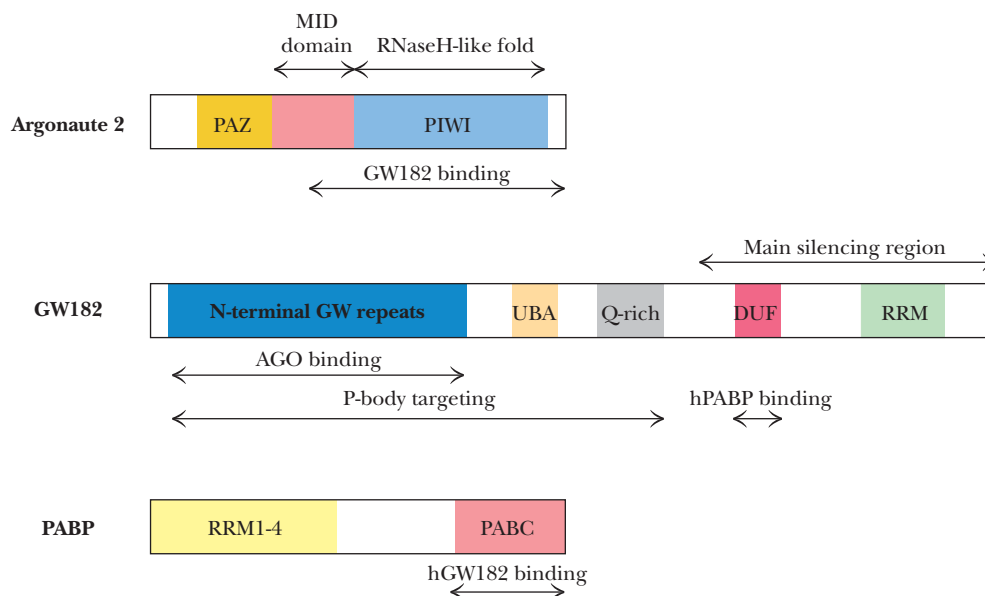 MID
domain
RNaseH-like fold
Argonaute 2
PAZ
PIWI
GW182 binding
Main silencing region
GW182
N-terminal GW repeats
UBA
Q-rich
DUF
RRM
AGO binding
P-body targeting
hPABP binding
PABP
RRM1-4
PABC
hGW182 binding